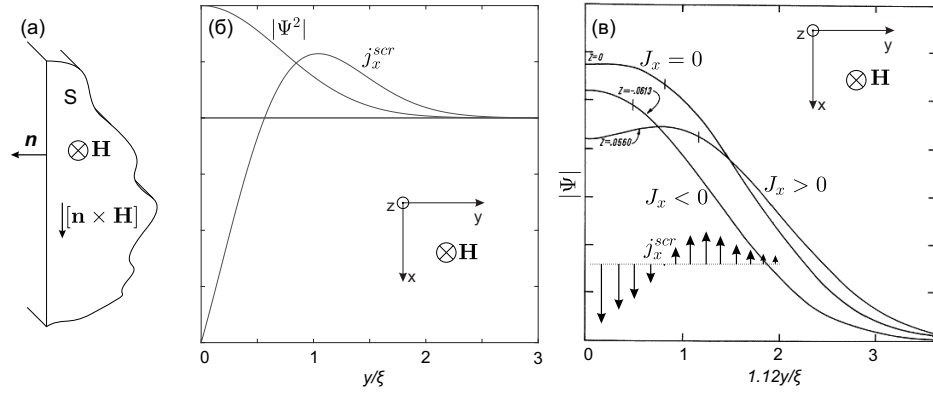 (а)
n
S
H
[n × H]
(б)
|Ψ²|
j_x^{scr}
z
y
x
H
0
1
2
3
y/ξ
(в)
z
y
x
H
z=0
J_x = 0
z=-.0613
z=.0560
|Ψ|
J_x < 0
J_x > 0
j_x^{scr}
0
1
2
3
1.12y/ξ